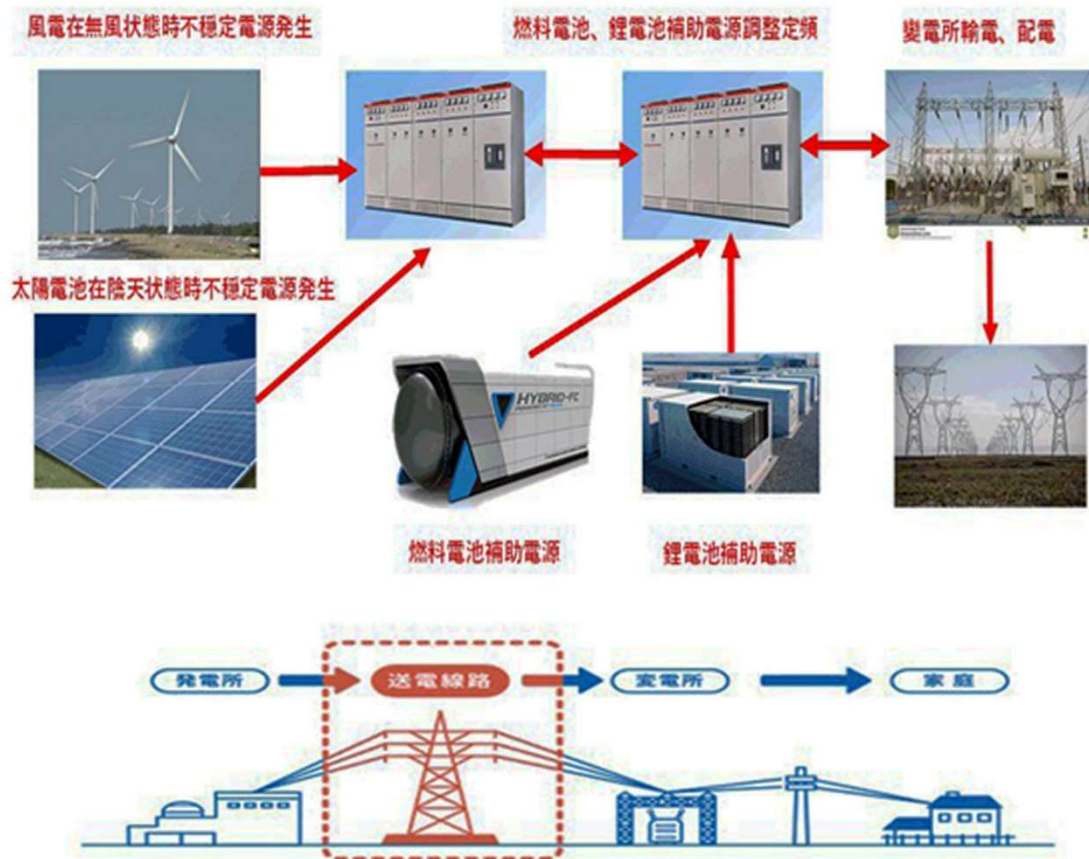 風電在無風状態時不穩定電源発生
燃料電池、鋰電池補助電源調整定頻
變電所輸電、配電
太陽電池在陰天状態時不穩定電源発生
HYBRID-FC
燃料電池補助電源
鋰電池補助電源
発電所
送電線路
変電所
家庭